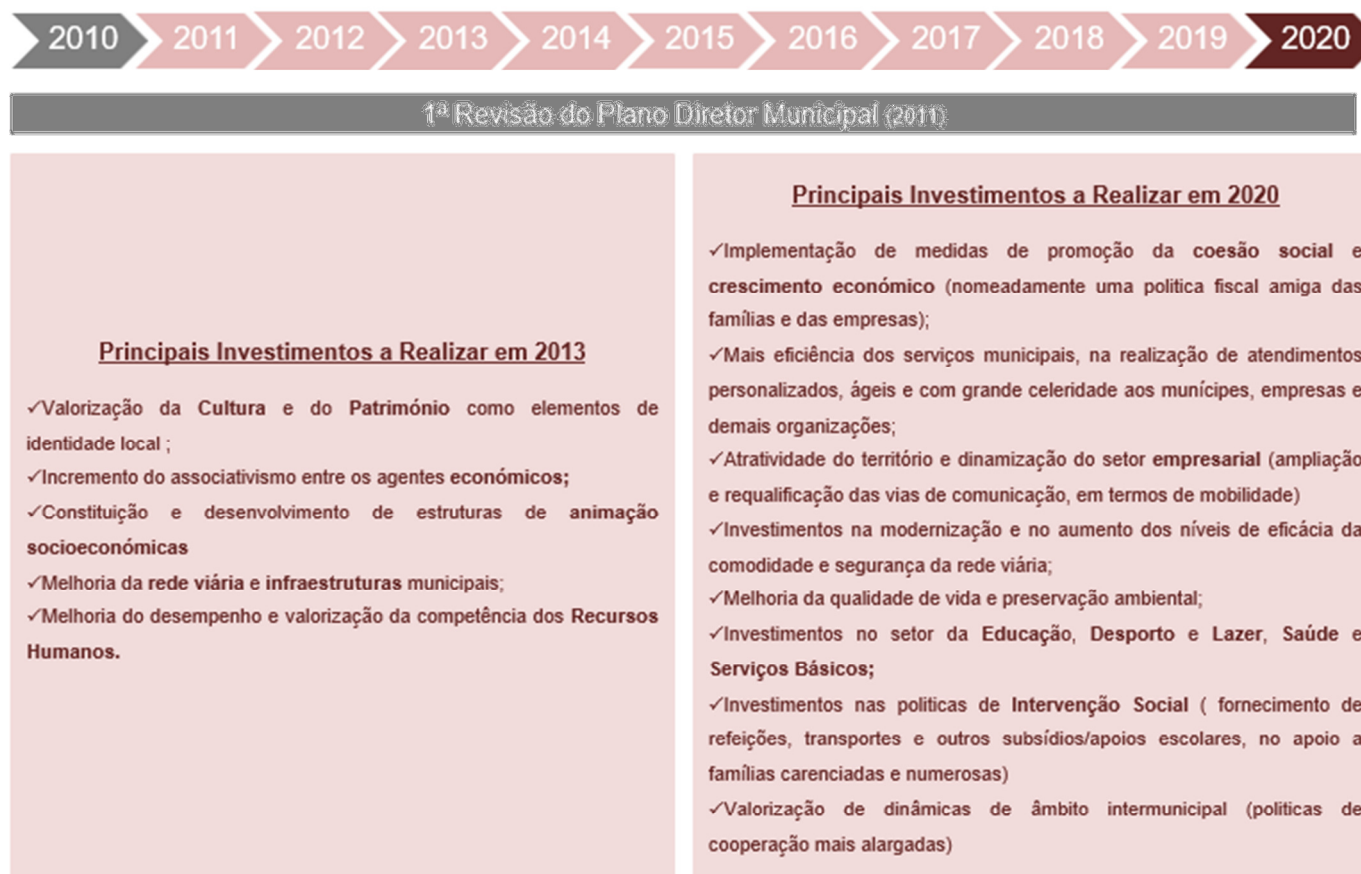 2010 2011 2012 2013 2014 2015 2016 2017 2018 2019 2020
1ª Revisão do Plano Diretor Municipal (2011)
Principais Investimentos a Realizar em 2013
✓Valorização da Cultura e do Património como elementos de
identidade local ;
✓Incremento do associativismo entre os agentes económicos;
✓Constituição e desenvolvimento de estruturas de animação
socioeconómicas
✓Melhoria da rede viária e infraestruturas municipais;
✓Melhoria do desempenho e valorização da competência dos Recursos
Humanos.
Principais Investimentos a Realizar em 2020
✓Implementação de medidas de promoção da coesão social e
crescimento económico (nomeadamente uma politica fiscal amiga das
famílias e das empresas);
✓Mais eficiência dos serviços municipais, na realização de atendimentos
personalizados, ágeis e com grande celeridade aos munícipes, empresas e
demais organizações;
✓Atratividade do território e dinamização do setor empresarial (ampliação
e requalificação das vias de comunicação, em termos de mobilidade)
✓Investimentos na modernização e no aumento dos níveis de eficácia da
comodidade e segurança da rede viária;
✓Melhoria da qualidade de vida e preservação ambiental;
✓Investimentos no setor da Educação, Desporto e Lazer, Saúde e
Serviços Básicos;
✓Investimentos nas politicas de Intervenção Social ( fornecimento de
refeições, transportes e outros subsídios/apoios escolares, no apoio a
famílias carenciadas e numerosas)
✓Valorização de dinâmicas de âmbito intermunicipal (politicas de
cooperação mais alargadas)